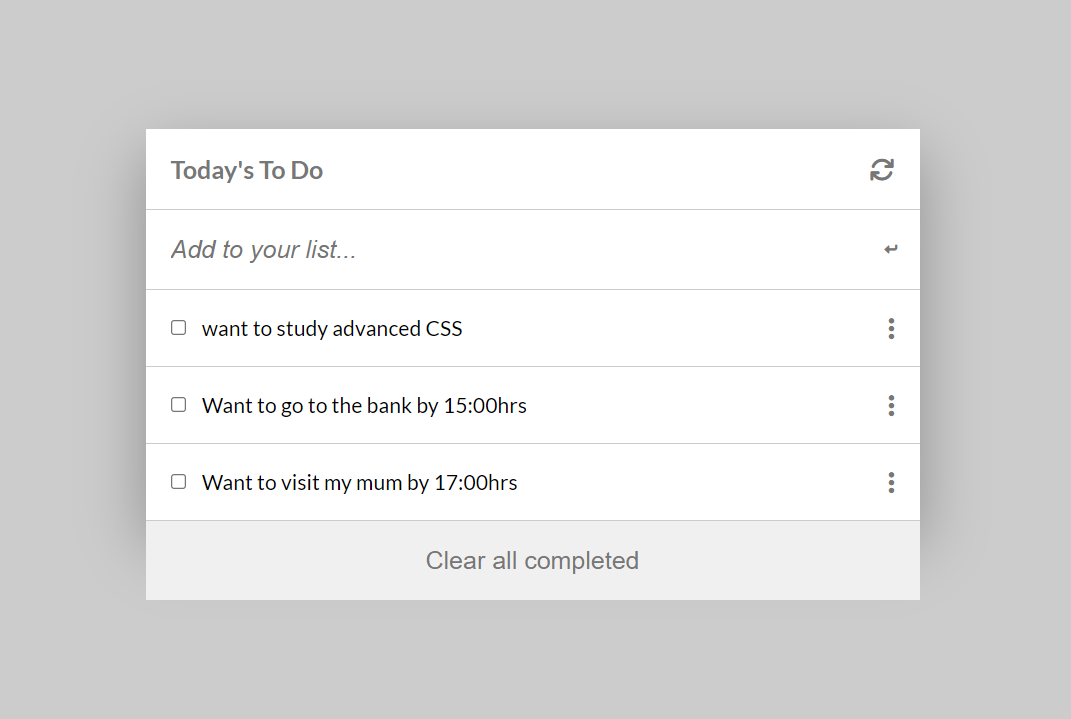 Today's To Do
Add to your list...
want to study advanced CSS
Want to go to the bank by 15:00hrs
Want to visit my mum by 17:00hrs
Clear all completed